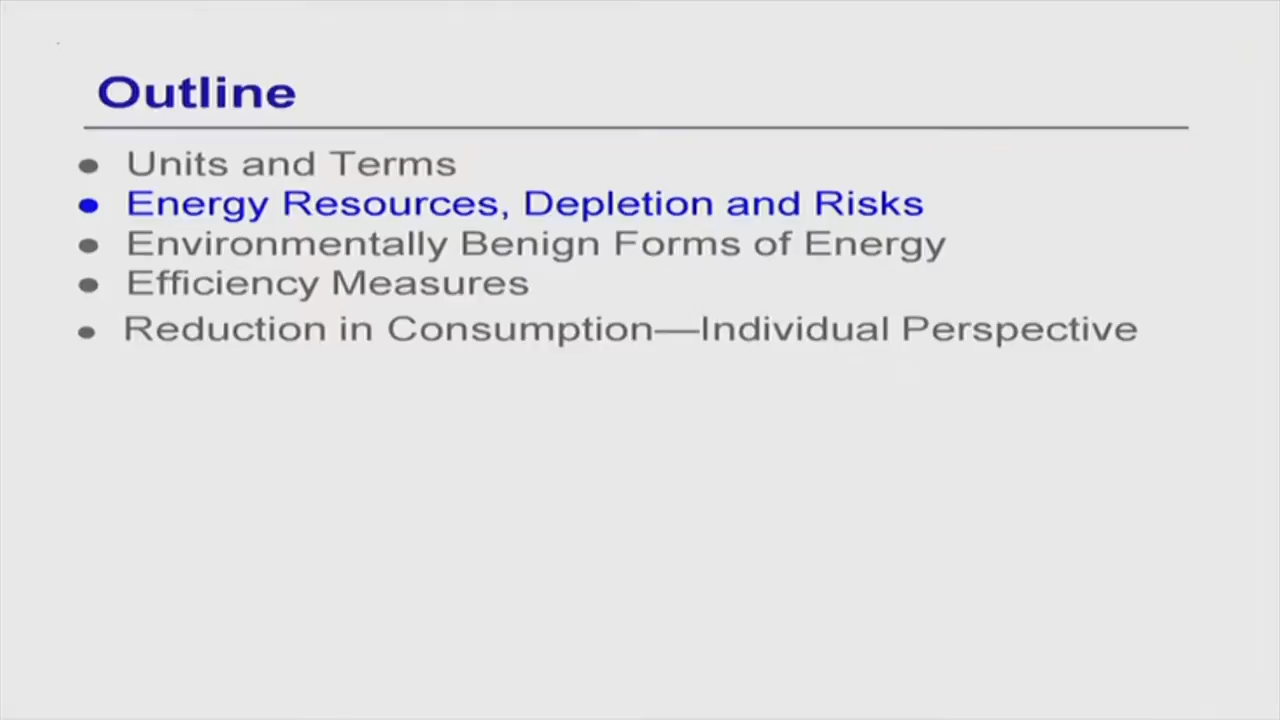 Outline
• Units and Terms
• Energy Resources, Depletion and Risks
• Environmentally Benign Forms of Energy
• Efficiency Measures
• Reduction in Consumption—Individual Perspective